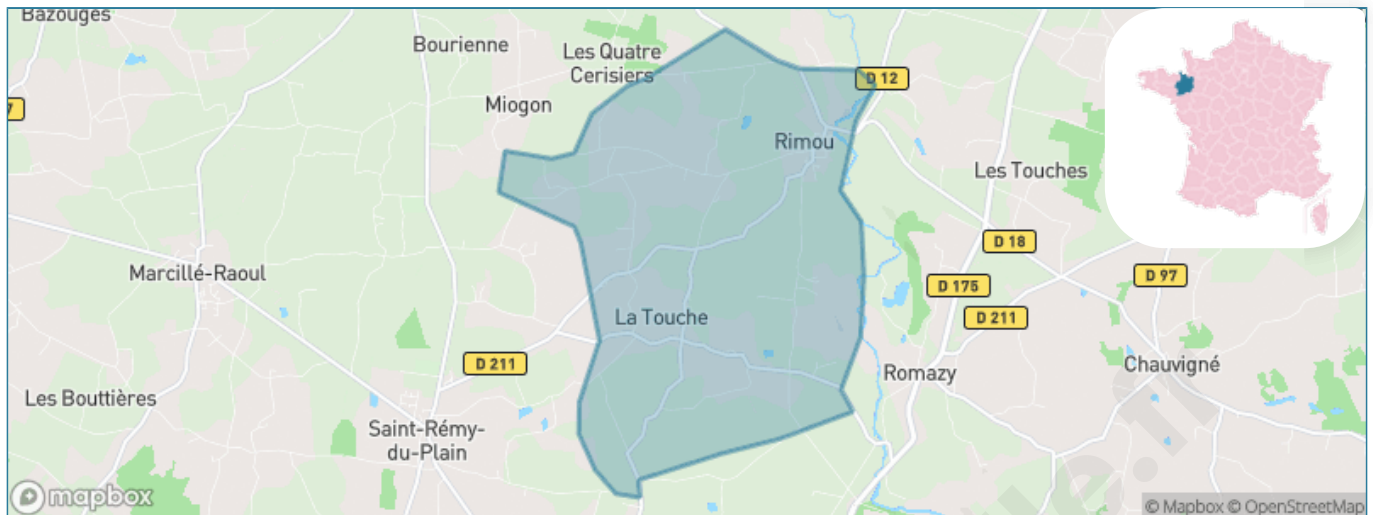 Bazouges
Bourienne
Les Quatre
Cerisiers
D 12
7
Miogon
Rimou
Les Touches
D 18
Marcillé-Raoul
D 97
D 175
La Touche
D 211
D 211
Chauvigné
Romazy
Les Bouttières
Saint-Rémy-
du-Plain
mapbox
© Mapbox © OpenStreetMap